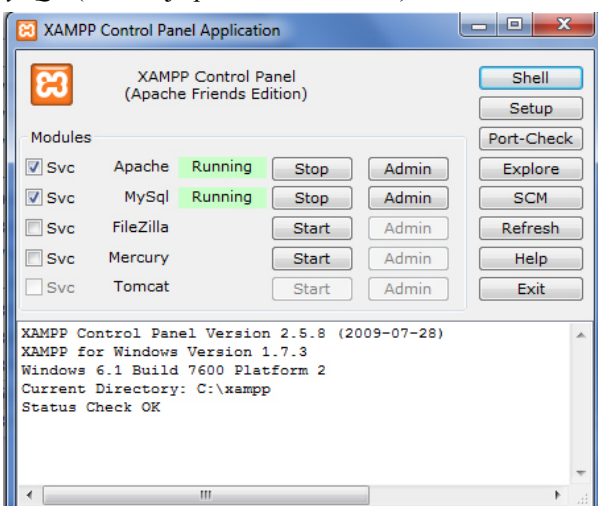 XAMPP Control Panel Application
XAMPP Control Panel
(Apache Friends Edition)
Shell
Setup
Port-Check
Modules
Svc Apache Running Stop Admin Explore
Svc MySql Running Stop Admin SCM
Svc FileZilla Start Admin Refresh
Svc Mercury Start Admin Help
Svc Tomcat Start Admin Exit
XAMPP Control Panel Version 2.5.8 (2009-07-28)
XAMPP for Windows Version 1.7.3
Windows 6.1 Build 7600 Platform 2
Current Directory: C:\xampp
Status Check OK